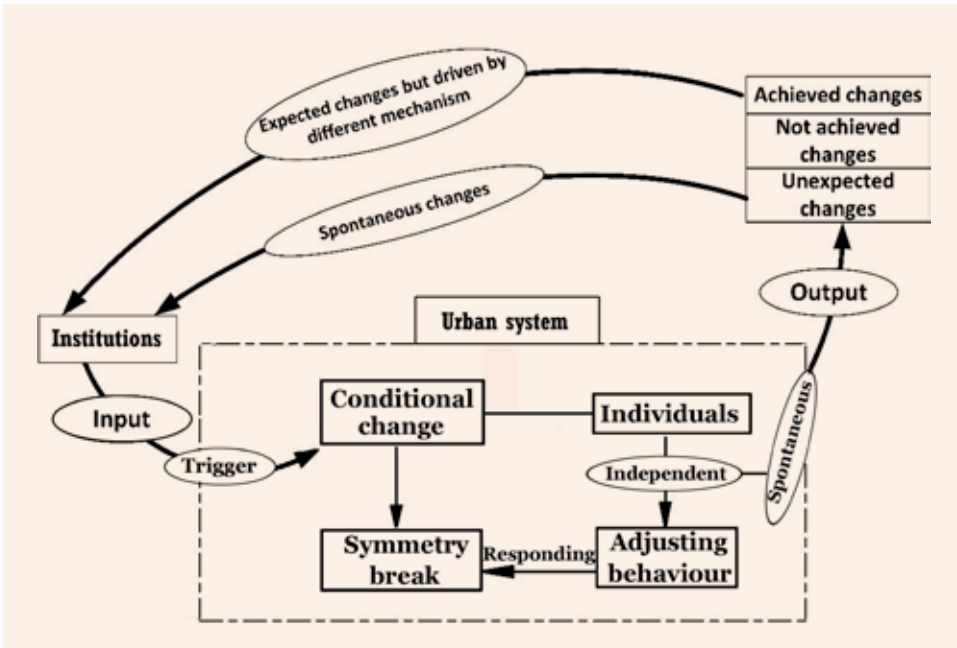 Expected changes but driven by
different mechanism
Achieved changes
Not achieved
changes
Unexpected
changes
Spontaneous changes
Output
Institutions
Urban system
Input
Trigger
Conditional
change
Individuals
Independent
Spontaneous
Symmetry
break
Responding
Adjusting
behaviour